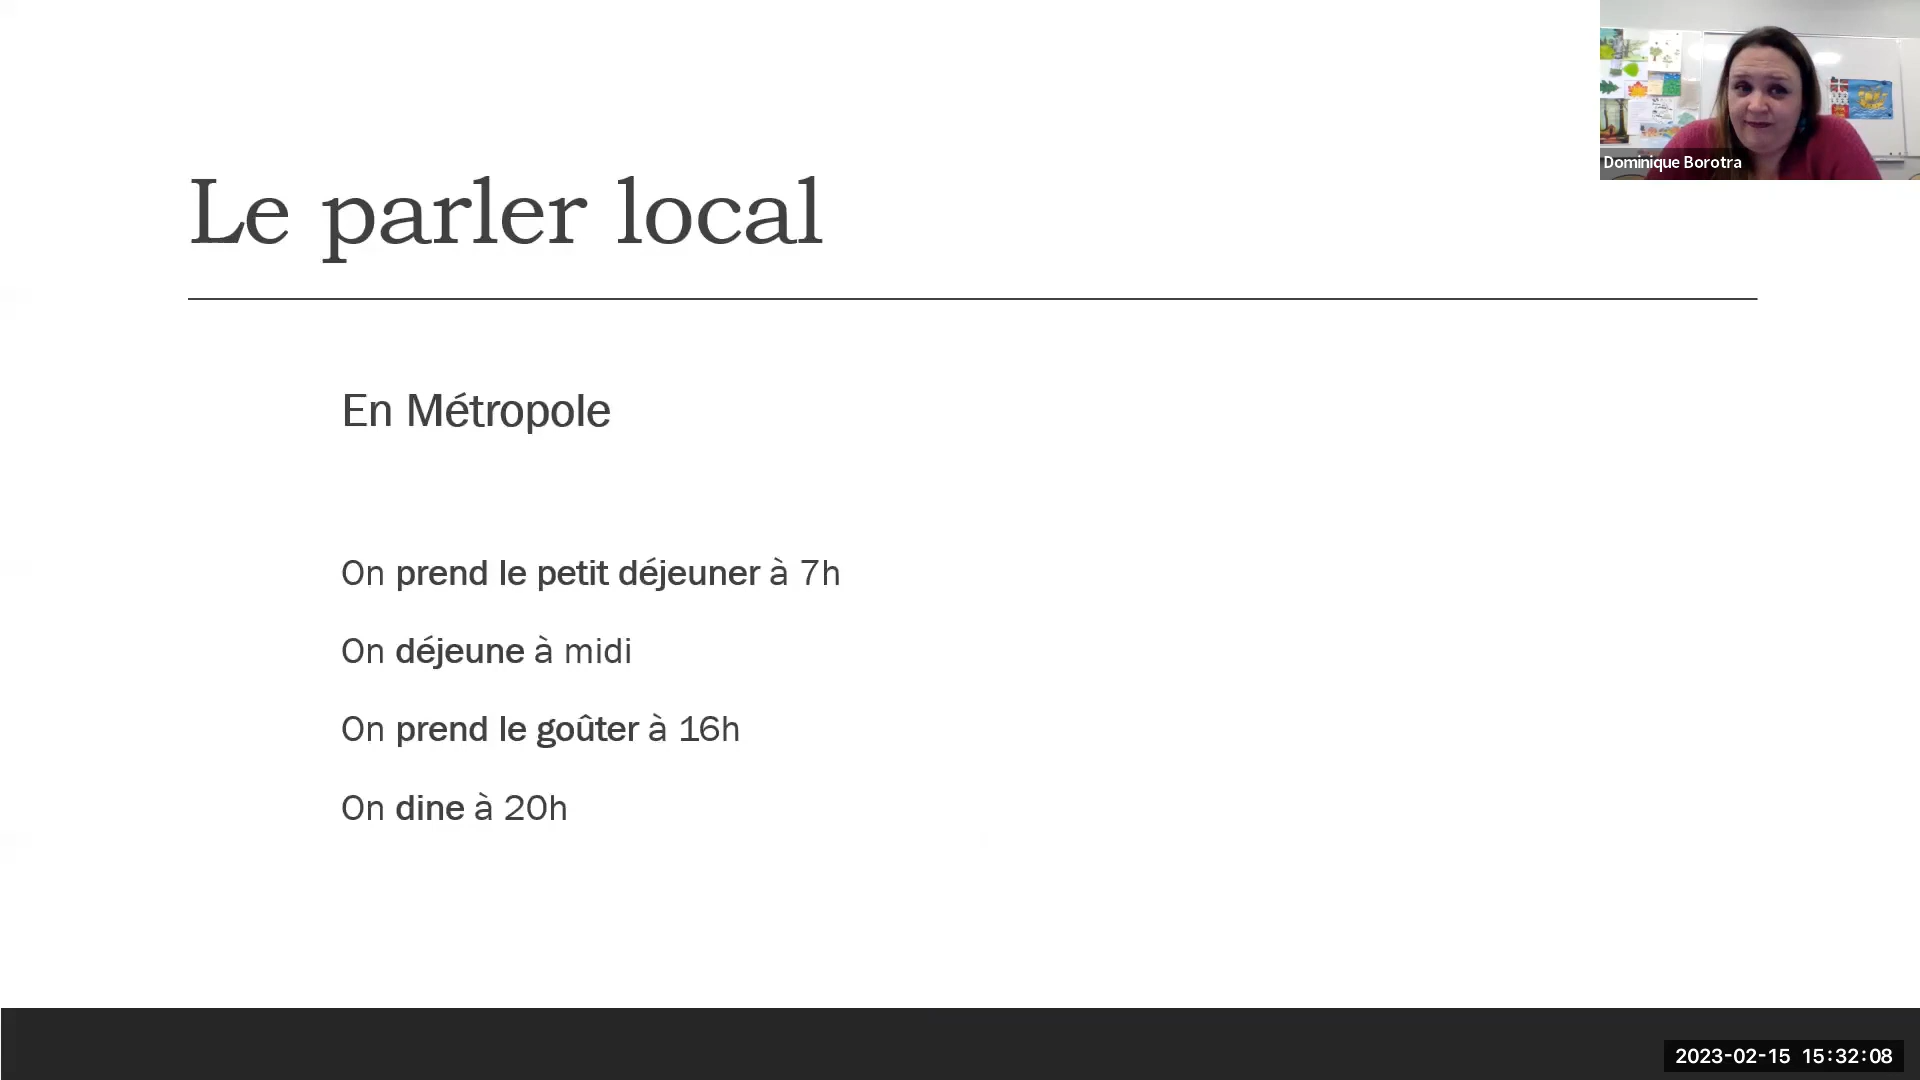 Le parler local
Dominique Borotra
En Métropole
On prend le petit déjeuner à 7h
On déjeune à midi
On prend le goûter à 16h
On dine à 20h
2023-02-15 15:32:08